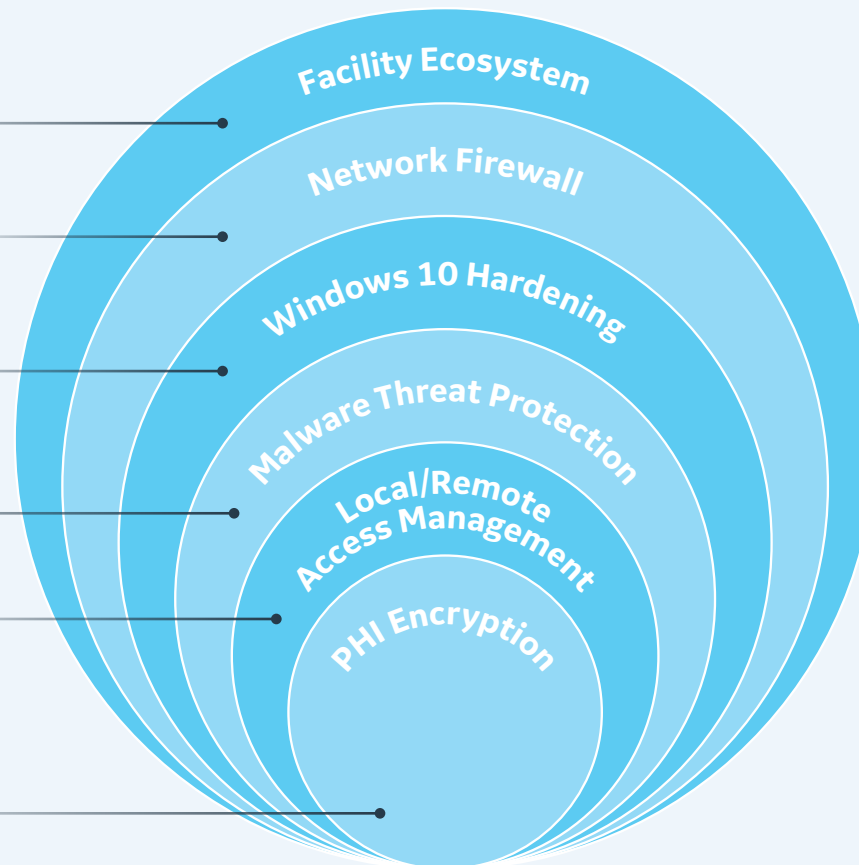 Facility Ecosystem
Network Firewall
Windows 10 Hardening
Malware Threat Protection
Local/Remote
Access Management
PHI Encryption